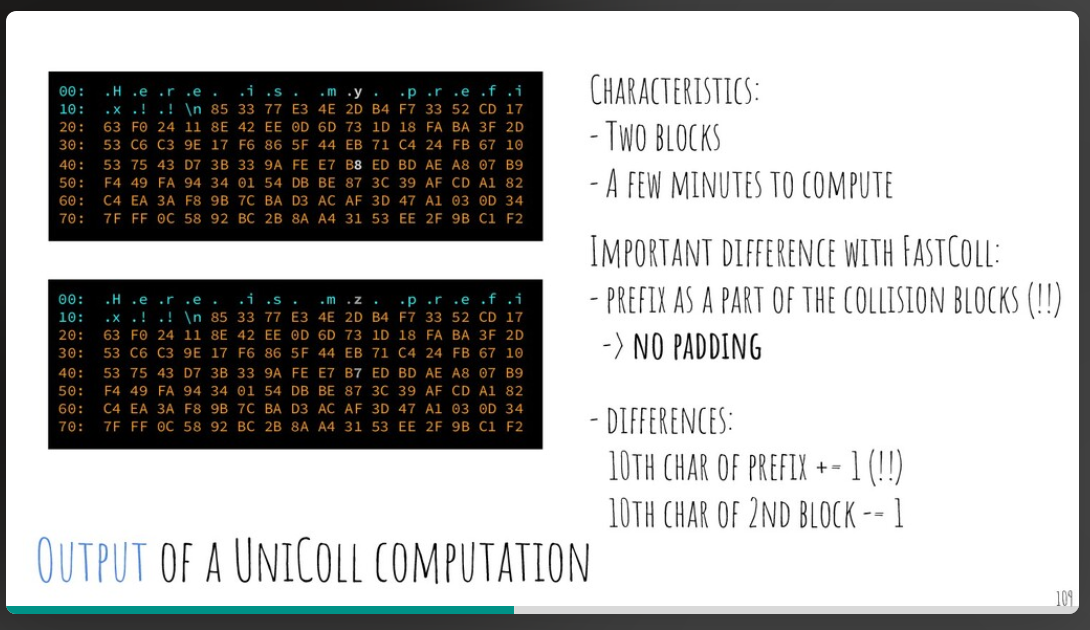 00: .H .e .r .e .  .i .s .  .m .y .  .p .r .e .f .i
10: .x .! .! \n 85 33 77 E3 4E 2D B4 F7 33 52 CD 17
20: 63 F0 24 11 8E 42 EE 0D 6D 73 1D 18 FA BA 3F 2D
30: 53 C6 C3 9E 17 F6 86 5F 44 EB 71 C4 24 FB 67 10
40: 53 75 43 D7 3B 33 9A FE E7 B8 ED BD AE A8 07 B9
50: F4 49 FA 94 34 01 54 DB BE 87 3C 39 AF CD A1 82
60: C4 EA 3A F8 9B 7C BA D3 AC AF 3D 47 A1 03 0D 34
70: 7F FF 0C 58 92 BC 2B 8A A4 31 53 EE 2F 9B C1 F2
00: .H .e .r .e .  .i .s .  .m .z .  .p .r .e .f .i
10: .x .! .! \n 85 33 77 E3 4E 2D B4 F7 33 52 CD 17
20: 63 F0 24 11 8E 42 EE 0D 6D 73 1D 18 FA BA 3F 2D
30: 53 C6 C3 9E 17 F6 86 5F 44 EB 71 C4 24 FB 67 10
40: 53 75 43 D7 3B 33 9A FE E7 B7 ED BD AE A8 07 B9
50: F4 49 FA 94 34 01 54 DB BE 87 3C 39 AF CD A1 82
60: C4 EA 3A F8 9B 7C BA D3 AC AF 3D 47 A1 03 0D 34
70: 7F FF 0C 58 92 BC 2B 8A A4 31 53 EE 2F 9B C1 F2
Characteristics:
- Two blocks
- A few minutes to compute
Important difference with FastColl:
- prefix as a part of the collision blocks (!!)
-> no padding
- differences:
10th char of prefix += 1 (!!)
10th char of 2nd block -= 1
Output of a UniColl computation
109